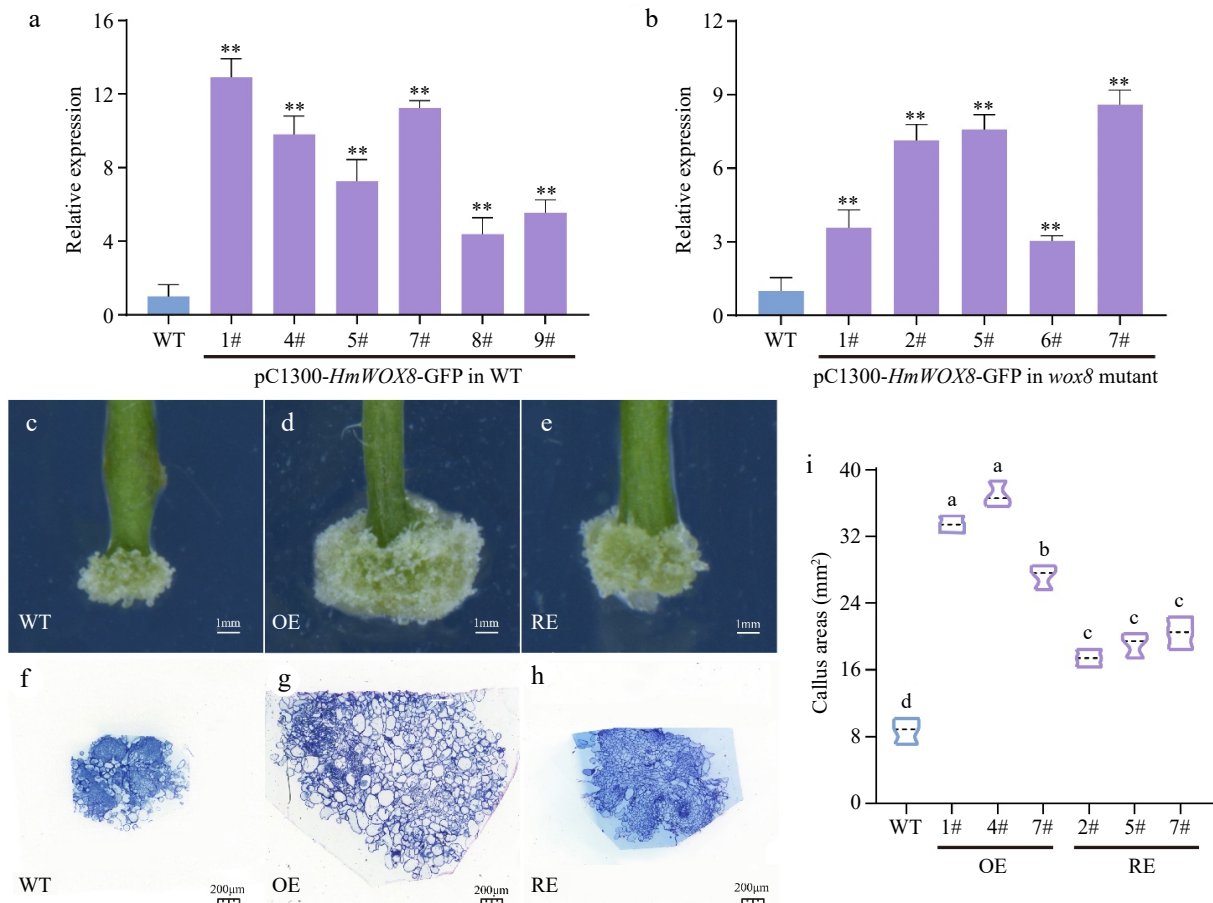 a
16
12
8
4
0
Relative expression
** ** ** ** ** **
WT 1# 4# 5# 7# 8# 9#
pC1300-HmWOX8-GFP in WT
b
12
9
6
3
0
Relative expression
** ** ** ** **
WT 1# 2# 5# 6# 7#
pC1300-HmWOX8-GFP in wox8 mutant
c
WT
1mm
d
OE
1mm
e
RE
1mm
f
WT
200μm
g
OE
200μm
h
RE
200μm
i
40
32
24
16
8
0
Callus areas (mm²)
d a a b c c c
WT 1# 4# 7# 2# 5# 7#
OE RE